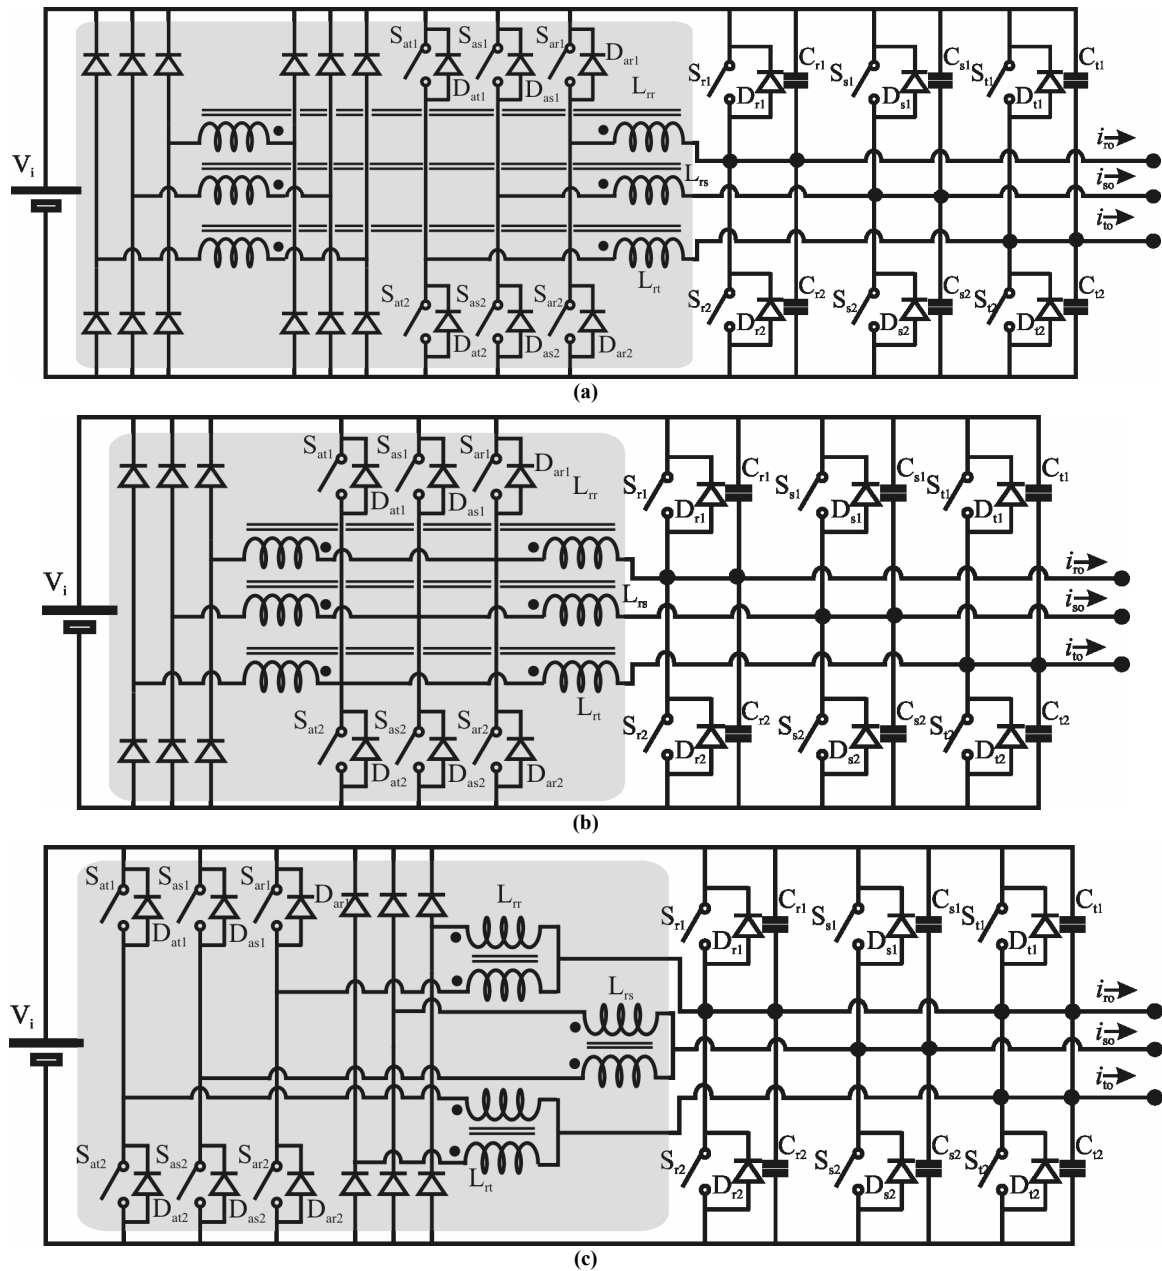 S_at1 S_as1 S_ar1 D_ar1
D_at1 D_as1 L_rr
S_r1 D_r1 C_r1 S_s1 D_s1 C_s1 S_t1 D_t1 C_t1
V_i
L_rs
i_ro
i_so
i_to
L_rt
S_at2 S_as2 S_ar2
D_at2 D_as2 D_ar2
S_r2 D_r2 C_r2 S_s2 D_s2 C_s2 S_t2 D_t2 C_t2
(a)
S_at1 S_as1 S_ar1 D_ar1
D_at1 D_as1 L_rr
S_r1 D_r1 C_r1 S_s1 D_s1 C_s1 S_t1 D_t1 C_t1
V_i
L_rs
i_ro
i_so
i_to
L_rt
S_at2 S_as2 S_ar2
D_at2 D_as2 D_ar2
S_r2 D_r2 C_r2 S_s2 D_s2 C_s2 S_t2 D_t2 C_t2
(b)
S_at1 S_as1 S_ar1 D_ar1
D_at1 D_as1 L_rr
S_r1 D_r1 C_r1 S_s1 D_s1 C_s1 S_t1 D_t1 C_t1
V_i
L_rs
i_ro
i_so
i_to
L_rt
S_at2 S_as2 S_ar2
D_at2 D_as2 D_ar2
S_r2 D_r2 C_r2 S_s2 D_s2 C_s2 S_t2 D_t2 C_t2
(c)